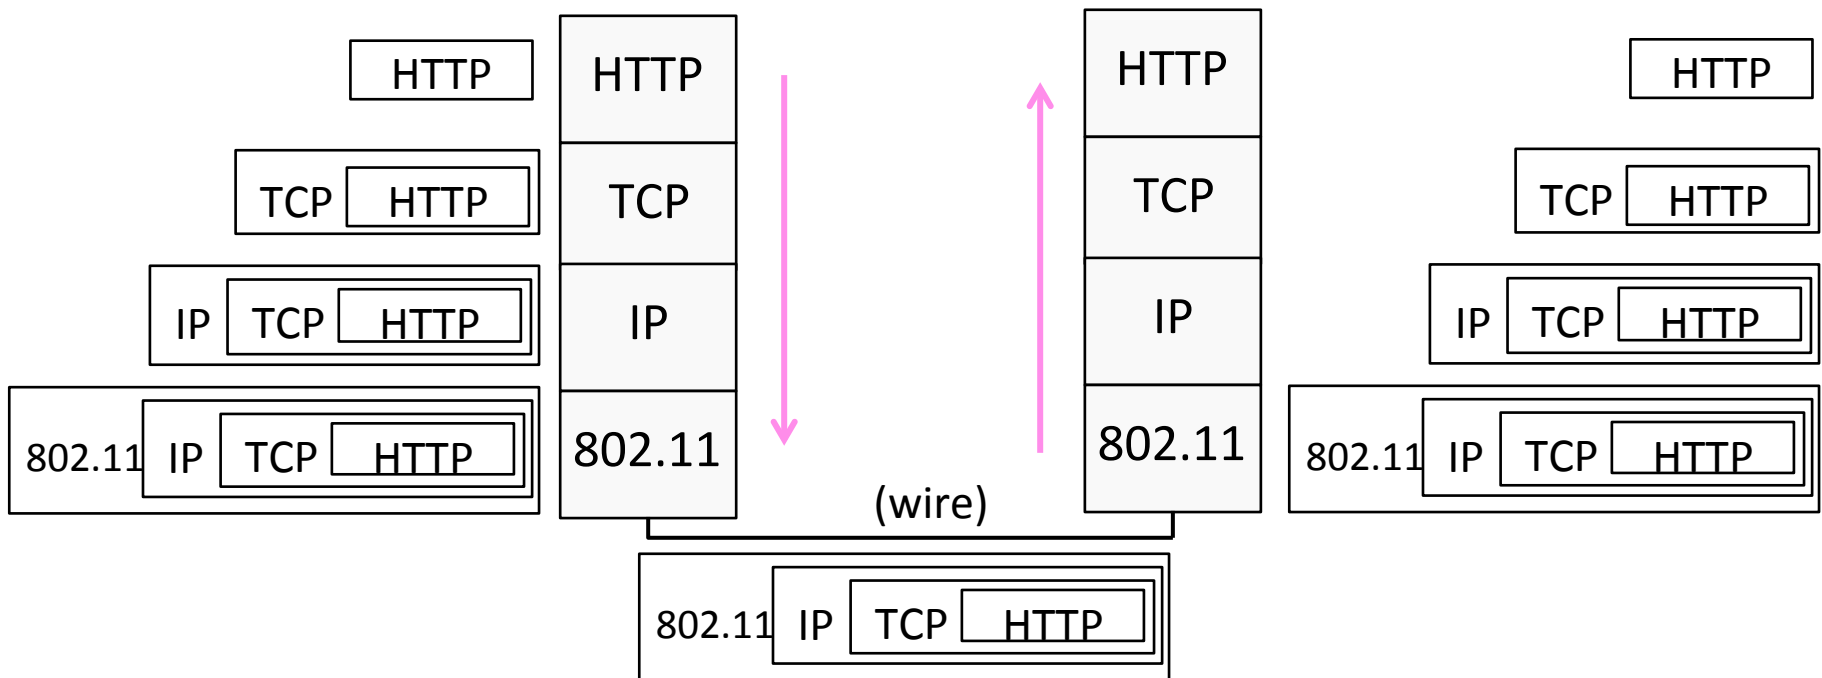 HTTP HTTP HTTP HTTP
TCP HTTP TCP TCP TCP HTTP
IP TCP HTTP IP IP IP TCP HTTP
802.11 IP TCP HTTP 802.11 802.11 802.11 IP TCP HTTP
(wire)
802.11 IP TCP HTTP